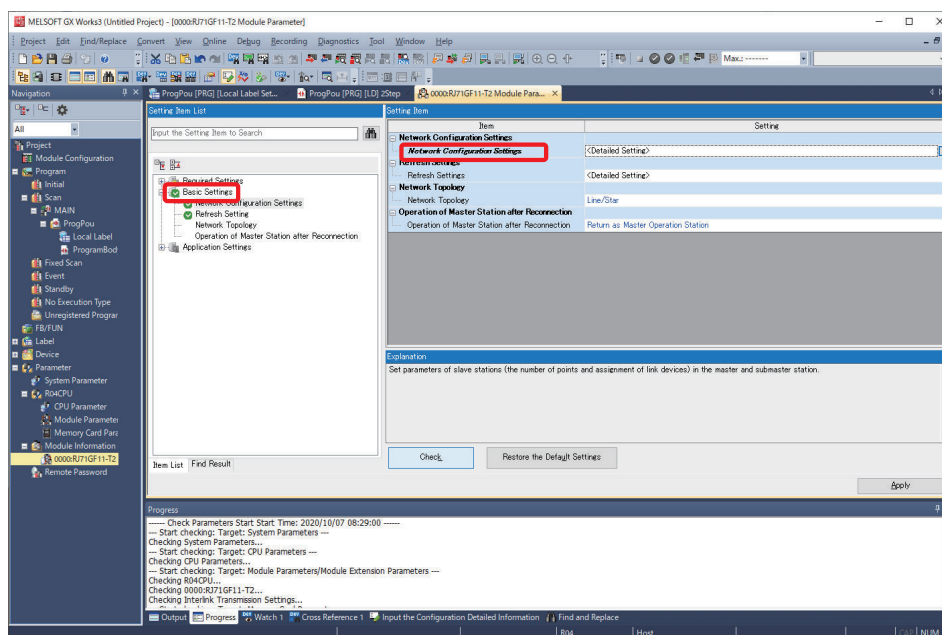 MELSOFT GX Works3 (Untitled Project) - [0000:RJ71GF11-T2 Module Parameter]
Project Edit Find/Replace Convert View Online Debug Recording Diagnostics Tool Window Help
Max.: -------
Navigation
ProgPou [PRG] [Local Label Set...
ProgPou [PRG] [LD] 2Step
0000:RJ71GF11-T2 Module Para...
All
Project
Module Configuration
Program
Initial
Scan
MAIN
ProgPou
Local Label
ProgramBod
Fixed Scan
Event
Standby
No Execution Type
Unregistered Prograr
FB/FUN
Label
Device
Parameter
System Parameter
R04CPU
CPU Parameter
Module Parameter
Memory Card Para
Module Information
0000:RJ71GF11-T2
Remote Password
Setting Item List
Input the Setting Item to Search
Required Settings
Basic Settings
Network Configuration Settings
Refresh Setting
Network Topology
Operation of Master Station after Reconnection
Application Settings
Item List Find Result
Setting Item
Item Setting
Network Configuration Settings
Network Configuration Settings <Detailed Setting>
Refresh Settings
Refresh Settings <Detailed Setting>
Network Topology
Network Topology Line/Star
Operation of Master Station after Reconnection
Operation of Master Station after Reconnection Return as Master Operation Station
Explanation
Set parameters of slave stations (the number of points and assignment of link devices) in the master and submaster station.
Check Restore the Default Settings
Apply
Progress
------ Check Parameters Start Start Time: 2020/10/07 08:29:00 ------
--- Start checking: Target: System Parameters ---
Checking System Parameters...
--- Start checking: Target: CPU Parameters ---
Checking CPU Parameters...
--- Start checking: Target: Module Parameters/Module Extension Parameters ---
Checking R04CPU...
Checking 0000:RJ71GF11-T2...
Checking Interlink Transmission Settings...
Output Progress Watch 1 Cross Reference 1 Input the Configuration Detailed Information Find and Replace
R04 Host CAP NUM